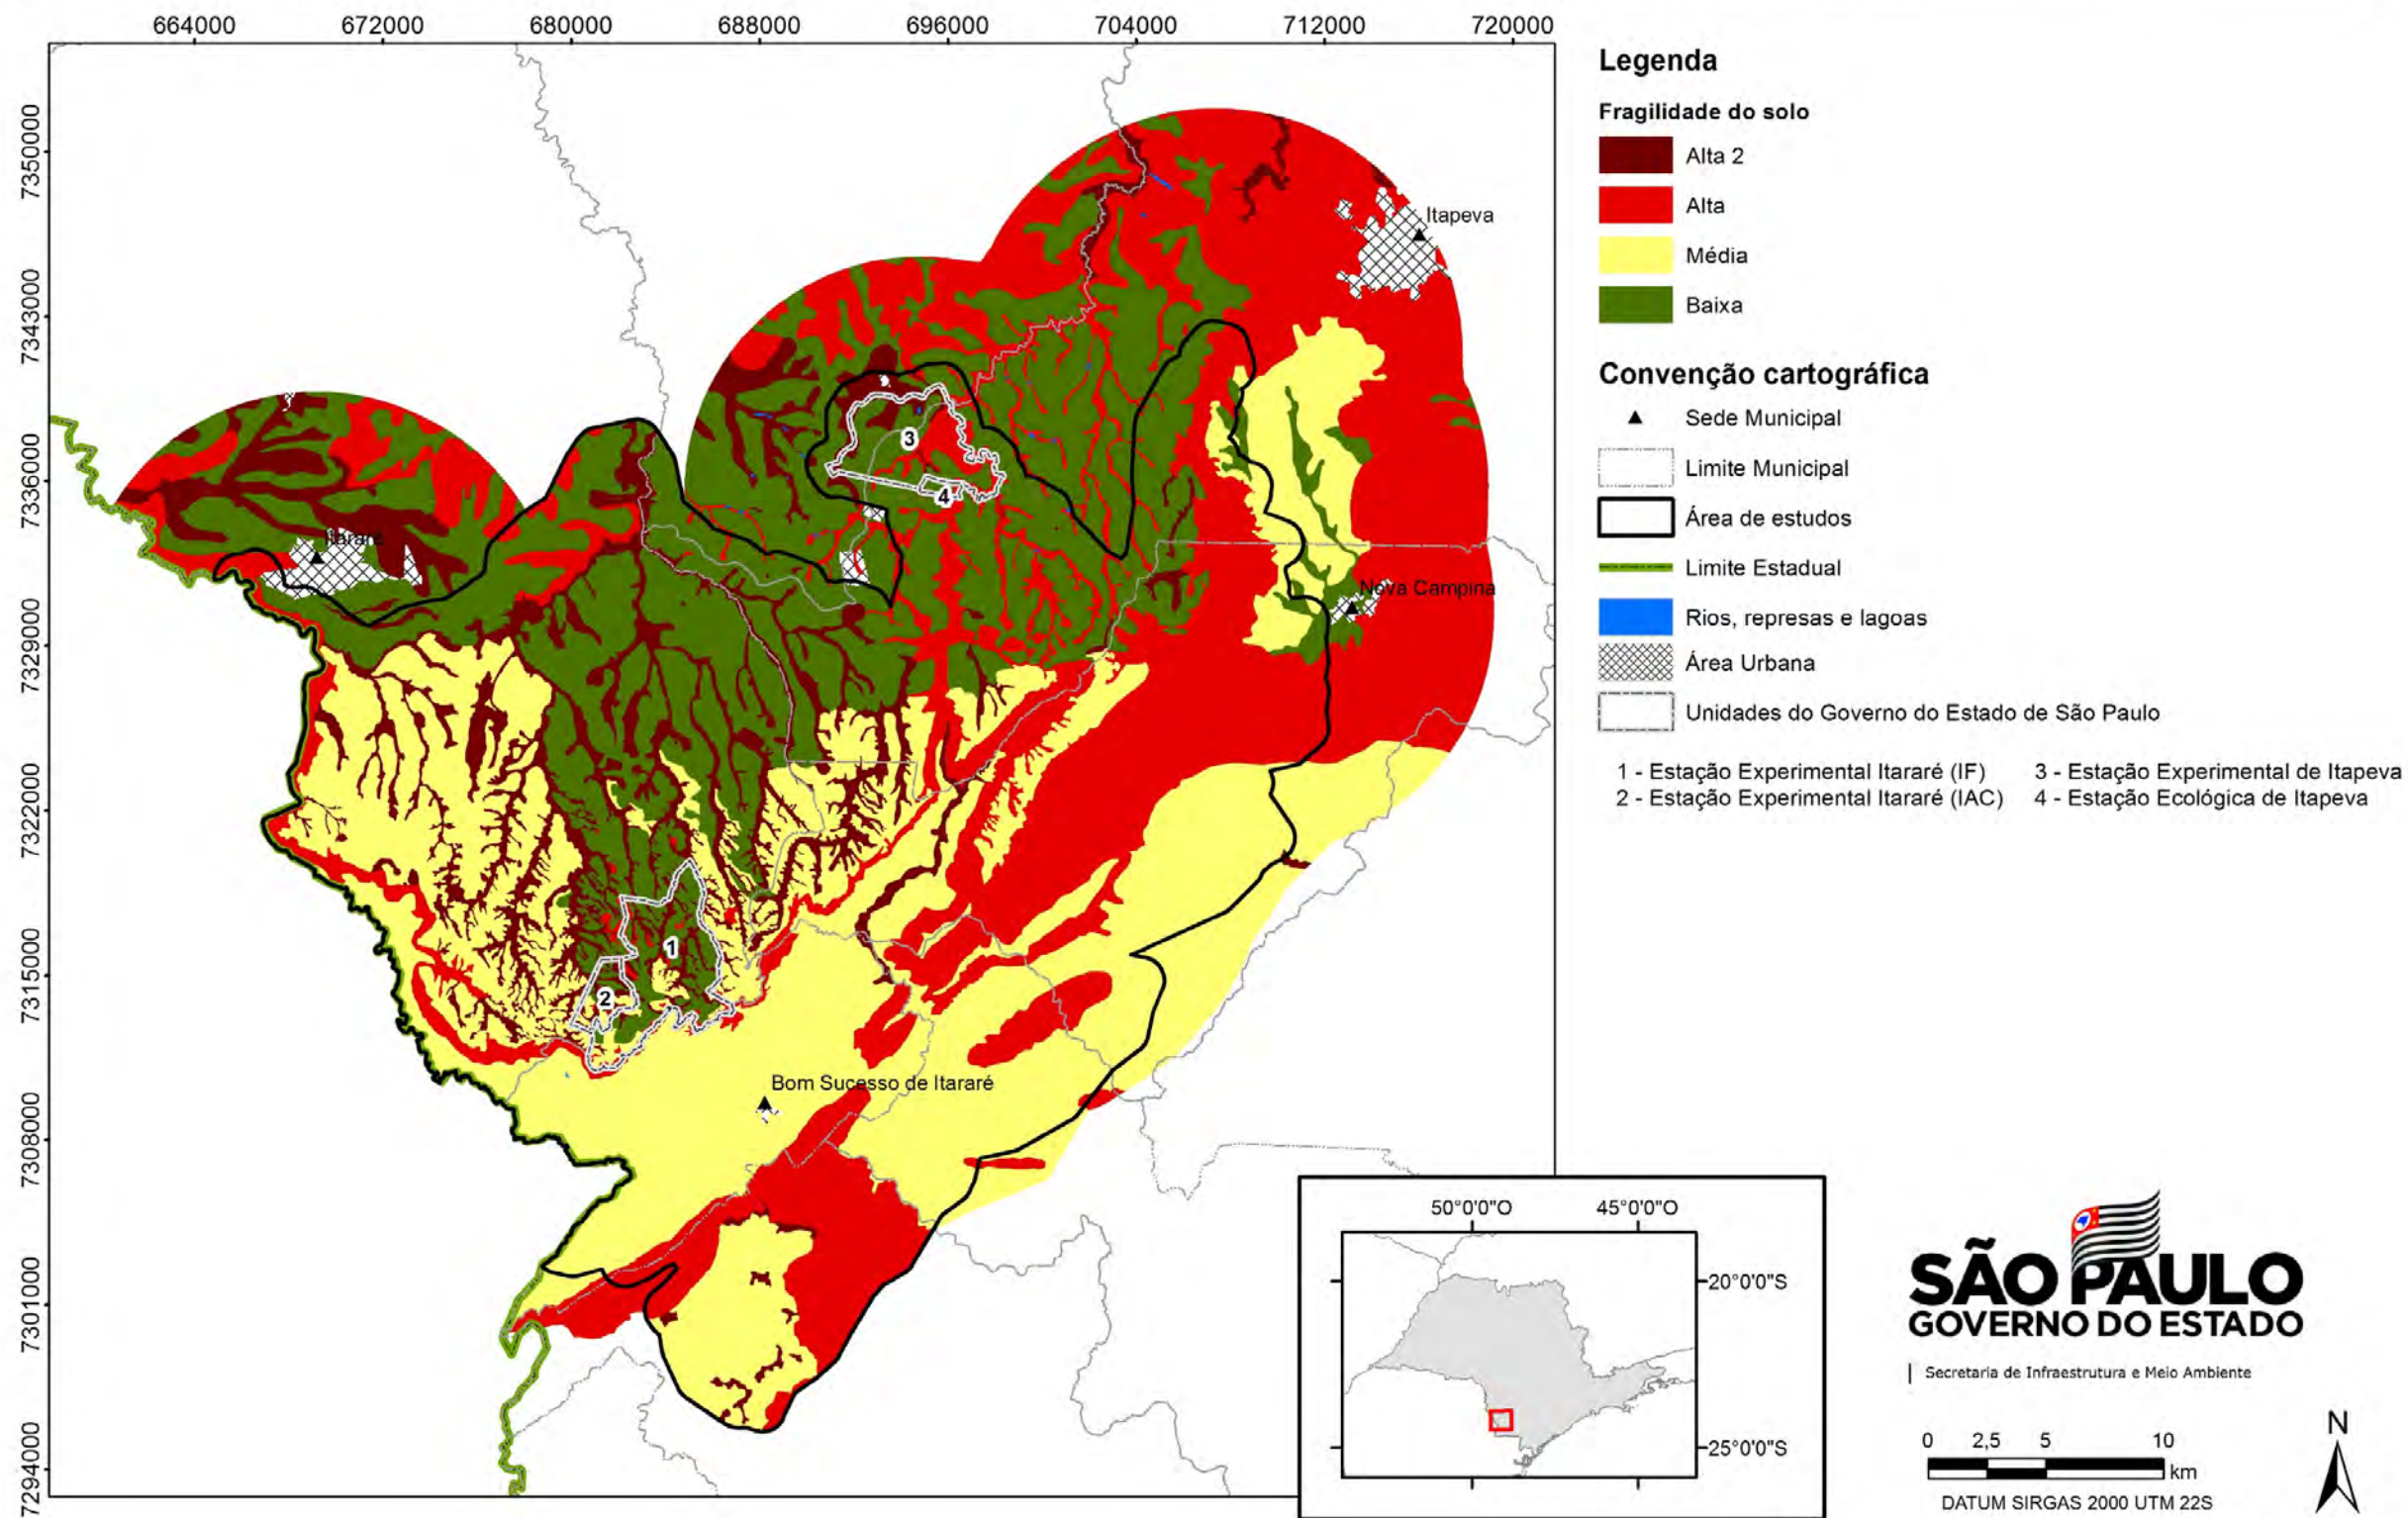 664000 672000 680000 688000 696000 704000 712000 720000
7350000
7343000
7336000
7329000
7322000
7315000
7308000
7301000
7294000
Itapeva
3
4
Itararé
Nova Campina
1
2
Bom Sucesso de Itararé
Legenda
Fragilidade do solo
Alta 2
Alta
Média
Baixa
Convenção cartográfica
Sede Municipal
Limite Municipal
Área de estudos
Limite Estadual
Rios, represas e lagoas
Área Urbana
Unidades do Governo do Estado de São Paulo
1 - Estação Experimental Itararé (IF) 3 - Estação Experimental de Itapeva
2 - Estação Experimental Itararé (IAC) 4 - Estação Ecológica de Itapeva
50°0'0"O 45°0'0"O
20°0'0"S
25°0'0"S
SÃO PAULO
GOVERNO DO ESTADO
Secretaria de Infraestrutura e Meio Ambiente
N
0 2,5 5 10
km
DATUM SIRGAS 2000 UTM 22S